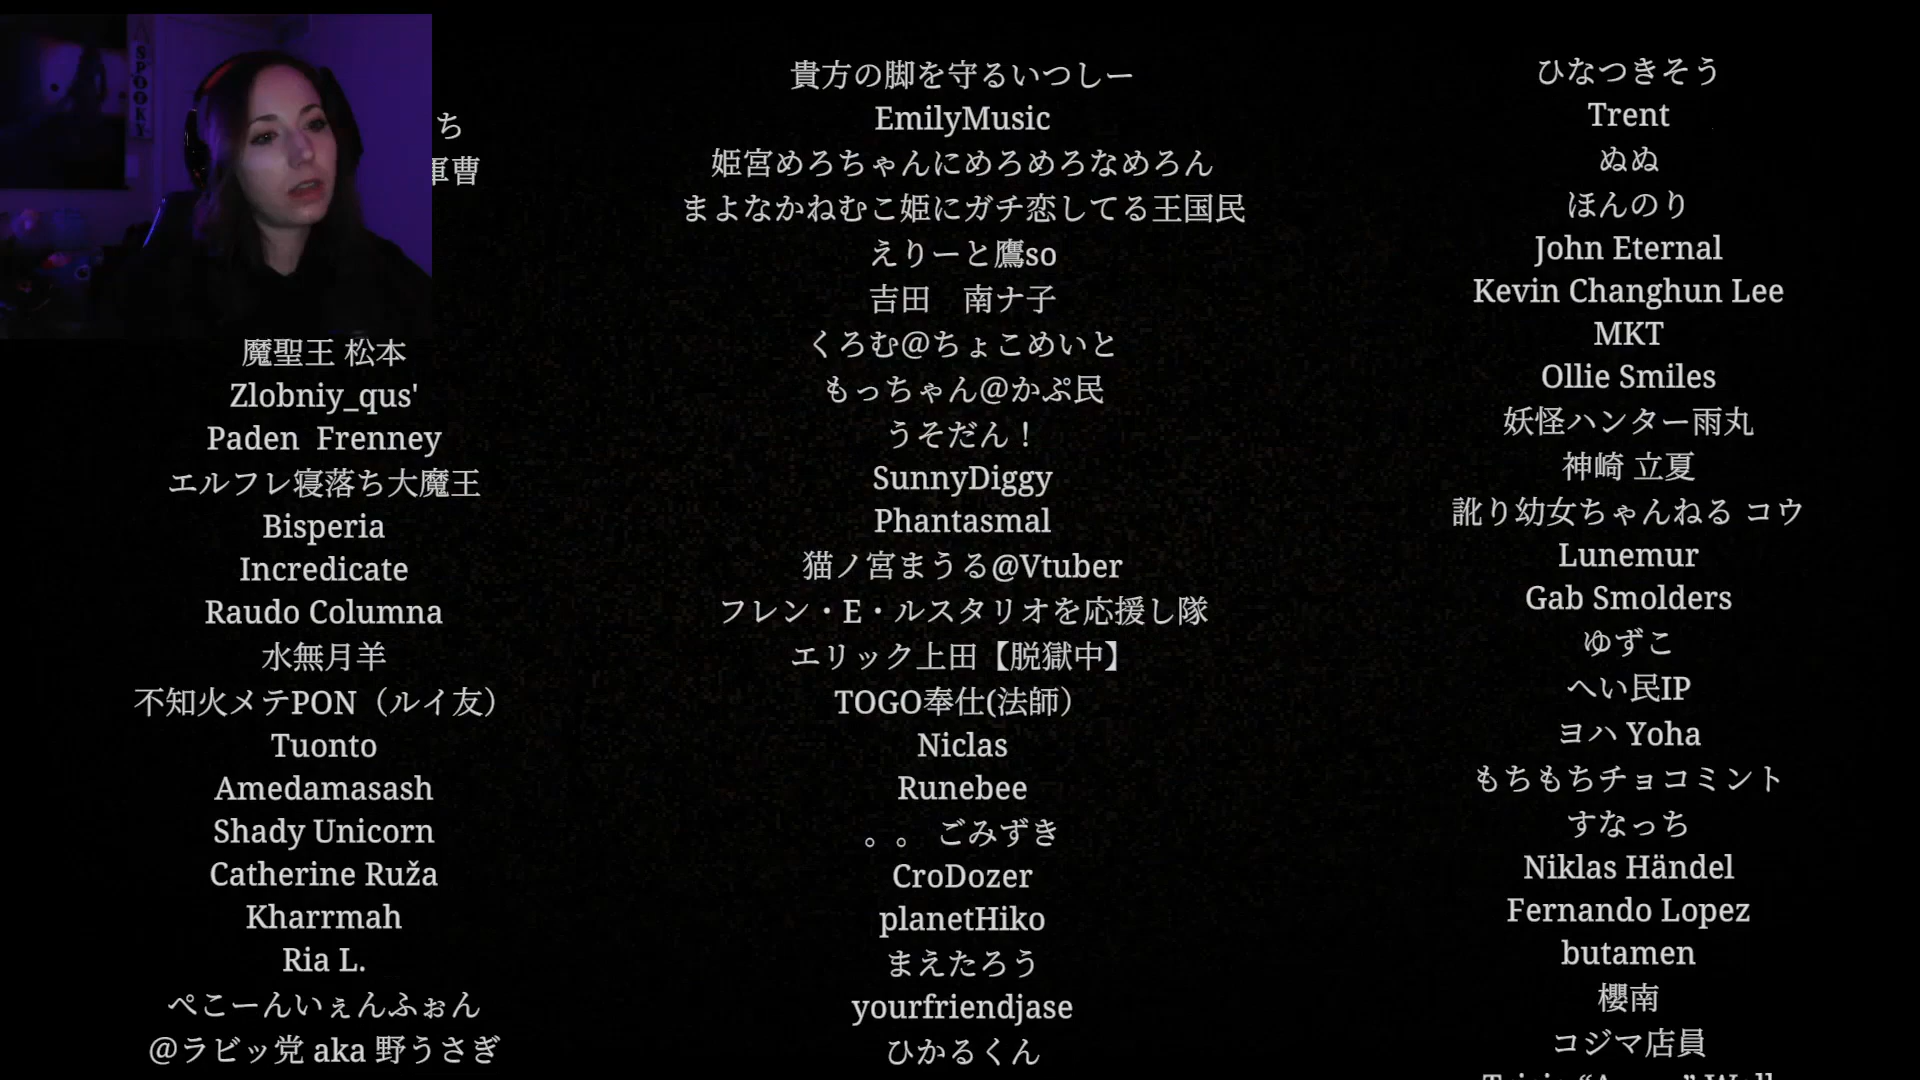 SPOOKY
ち
軍曹
魔聖王 松本
Zlobniy_qus'
Paden  Frenney
エルフレ寝落ち大魔王
Bisperia
Incredicate
Raudo Columna
水無月羊
不知火メテPON（ルイ友）
Tuonto
Amedamasash
Shady Unicorn
Catherine Ruža
Kharrmah
Ria L.
ぺこーんいぇんふぉん
@ラビッ党 aka 野うさぎ
貴方の脚を守るいつしー
EmilyMusic
姫宮めろちゃんにめろめろなめろん
まよなかねむこ姫にガチ恋してる王国民
えりーと鷹so
吉田　南ナ子
くろむ@ちょこめいと
もっちゃん@かぷ民
うそだん！
SunnyDiggy
Phantasmal
猫ノ宮まうる@Vtuber
フレン・E・ルスタリオを応援し隊
エリック上田【脱獄中】
TOGO奉仕(法師）
Niclas
Runebee
。。 ごみずき
CroDozer
planetHiko
まえたろう
yourfriendjase
ひかるくん
ひなつきそう
Trent
ぬぬ
ほんのり
John Eternal
Kevin Changhun Lee
MKT
Ollie Smiles
妖怪ハンター雨丸
神崎 立夏
訛り幼女ちゃんねる コウ
Lunemur
Gab Smolders
ゆずこ
へい民IP
ヨハ Yoha
もちもちチョコミント
すなっち
Niklas Händel
Fernando Lopez
butamen
櫻南
コジマ店員